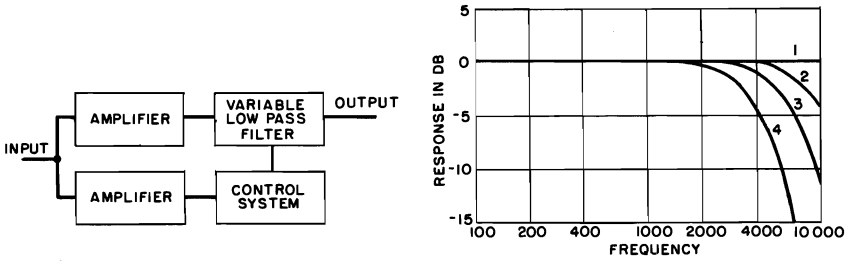 AMPLIFIER
VARIABLE
LOW PASS
FILTER
OUTPUT
INPUT
AMPLIFIER
CONTROL
SYSTEM
RESPONSE IN DB
5
0
-5
-10
-15
1
2
3
4
100 200 400 1000 2000 4000 10 000
FREQUENCY